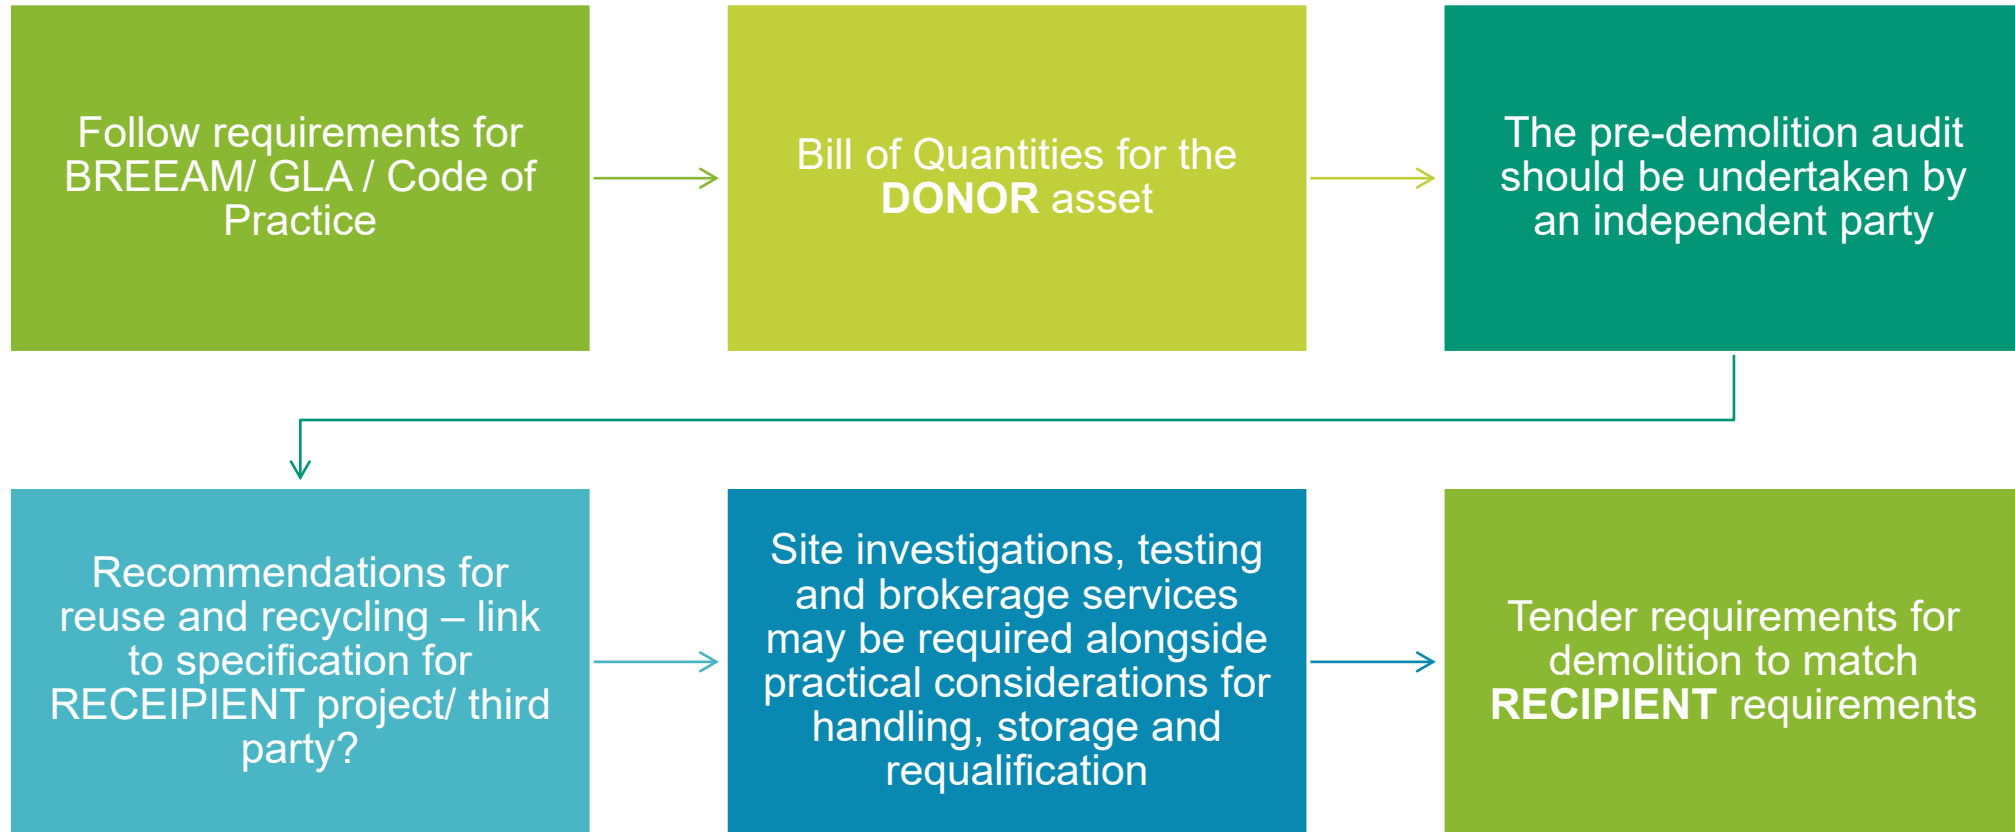 Follow requirements for
BREEAM/ GLA / Code of
Practice
Bill of Quantities for the
DONOR asset
The pre-demolition audit
should be undertaken by
an independent party
Recommendations for
reuse and recycling – link
to specification for
RECEIPIENT project/ third
party?
Site investigations, testing
and brokerage services
may be required alongside
practical considerations for
handling, storage and
requalification
Tender requirements for
demolition to match
RECIPIENT requirements